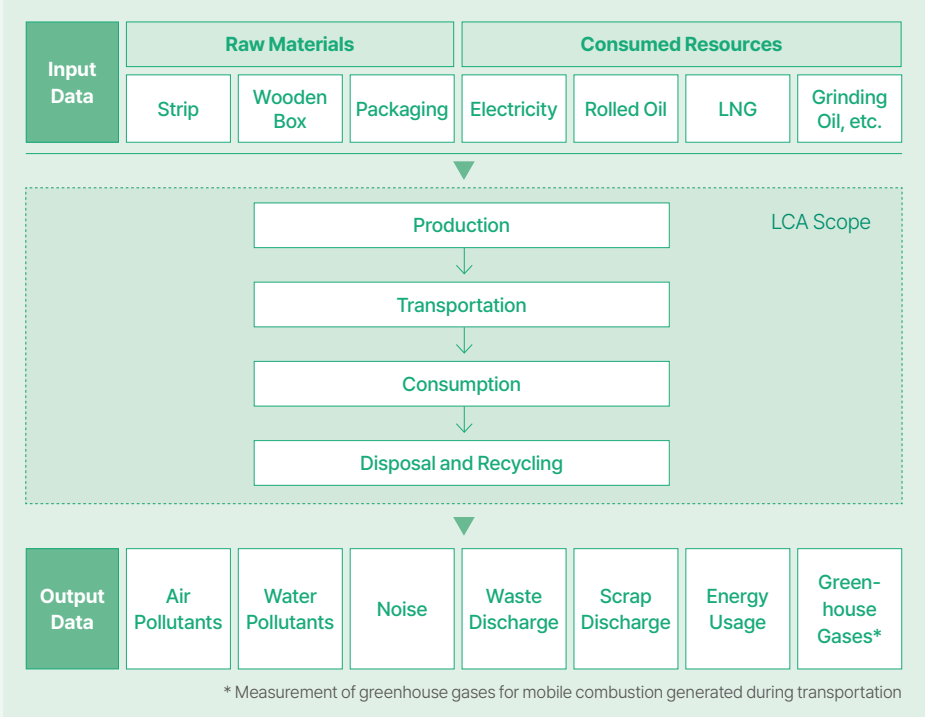 Input
Data
Raw Materials
Consumed Resources
Strip
Wooden
Box
Packaging
Electricity
Rolled Oil
LNG
Grinding
Oil, etc.
LCA Scope
Production
Transportation
Consumption
Disposal and Recycling
Output
Data
Air
Pollutants
Water
Pollutants
Noise
Waste
Discharge
Scrap
Discharge
Energy
Usage
Green-
house
Gases*
* Measurement of greenhouse gases for mobile combustion generated during transportation